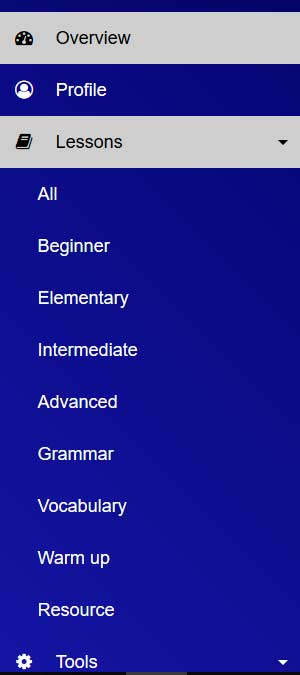 Overview
Profile
Lessons
All
Beginner
Elementary
Intermediate
Advanced
Grammar
Vocabulary
Warm up
Resource
Tools